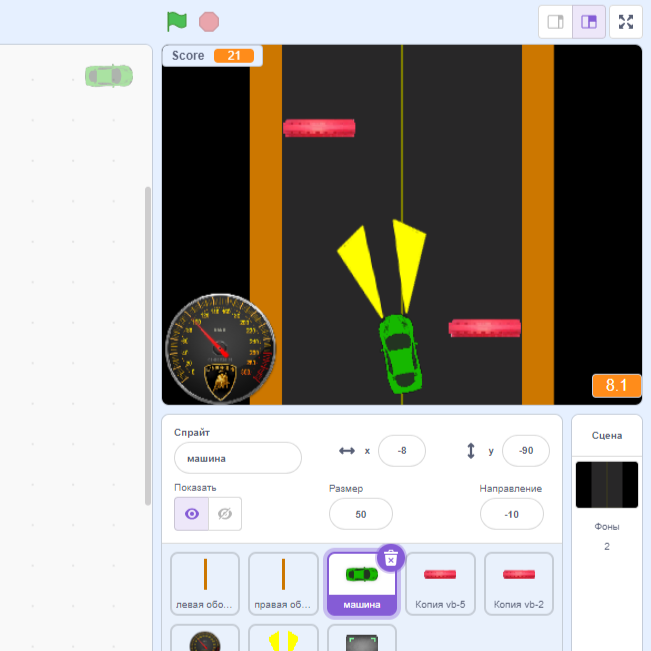 Score 21
8.1
Спрайт
машина
x -8
y -90
Показать
Размер
50
Направление
-10
левая обо...
правая об...
машина
Копия vb-5
Копия vb-2
Сцена
Фоны
2